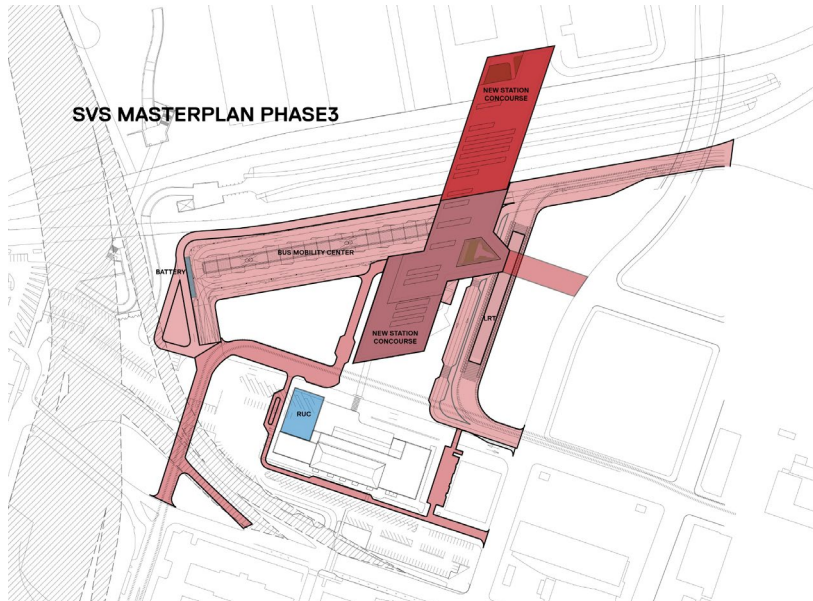 SVS MASTERPLAN PHASE3
NEW STATION
CONCOURSE
BUS MOBILITY CENTER
BATTERY
LRT
NEW STATION
CONCOURSE
RUC